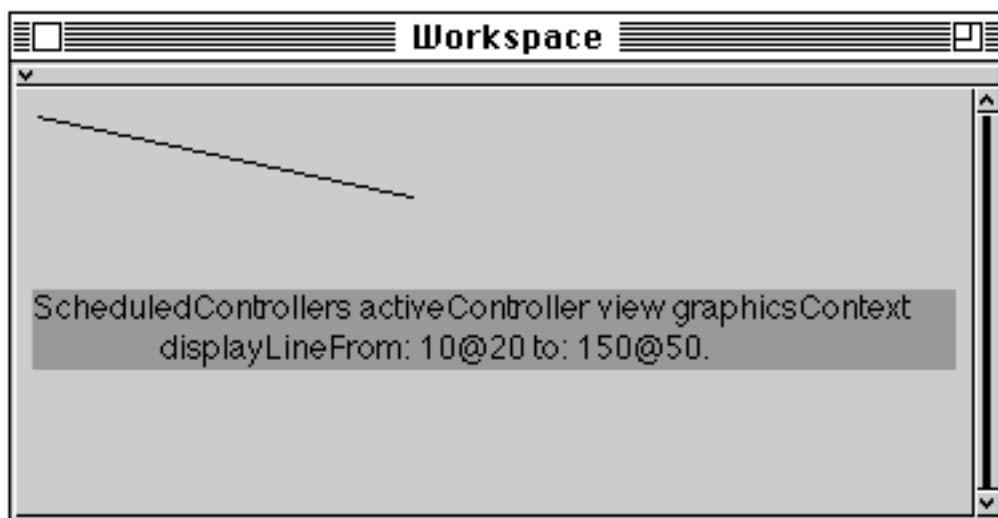 Workspace
ScheduledControllers activeController view graphicsContext
displayLineFrom: 10@20 to: 150@50.